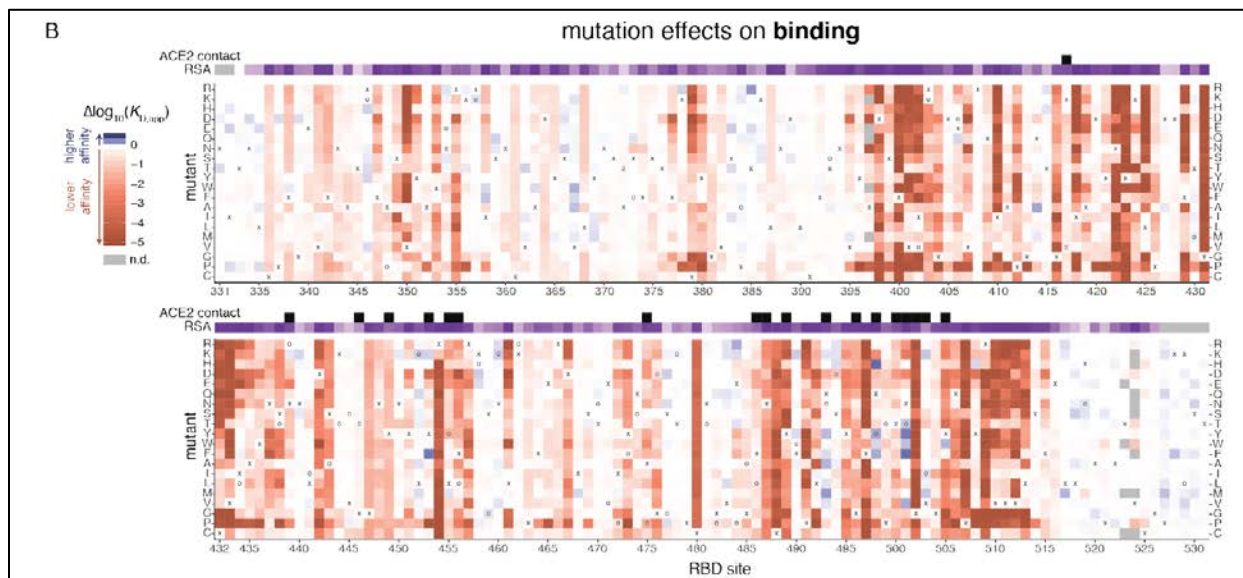 B
mutation effects on binding
ACE2 contact
RSA
Δlog10(KD,app)
higher affinity
lower affinity
0
−1
−2
−3
−4
−5
n.d.
mutant
R
K
H
D
E
Q
N
S
T
Y
W
F
A
I
L
M
V
G
P
C
331 335 340 345 350 355 360 365 370 375 380 385 390 395 400 405 410 415 420 425 430
ACE2 contact
RSA
mutant
R
K
H
D
E
Q
N
S
T
Y
W
F
A
I
L
M
V
G
P
C
432 435 440 445 450 455 460 465 470 475 480 485 490 495 500 505 510 515 520 525 530
RBD site